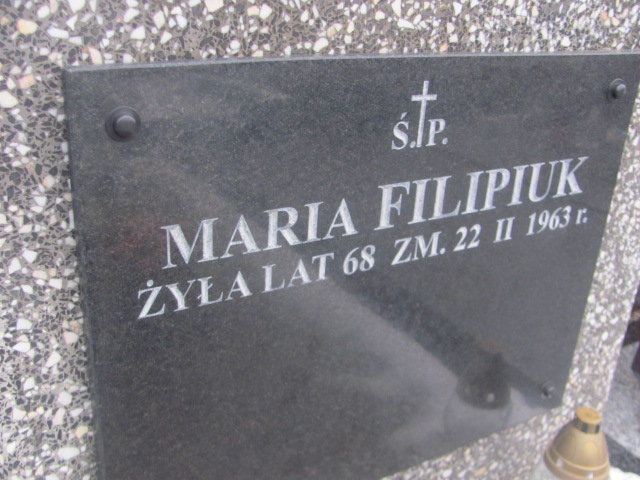 Ś.P.
MARIA FILIPIUK
ŻYŁA LAT 68 ZM. 22 II 1963 r.